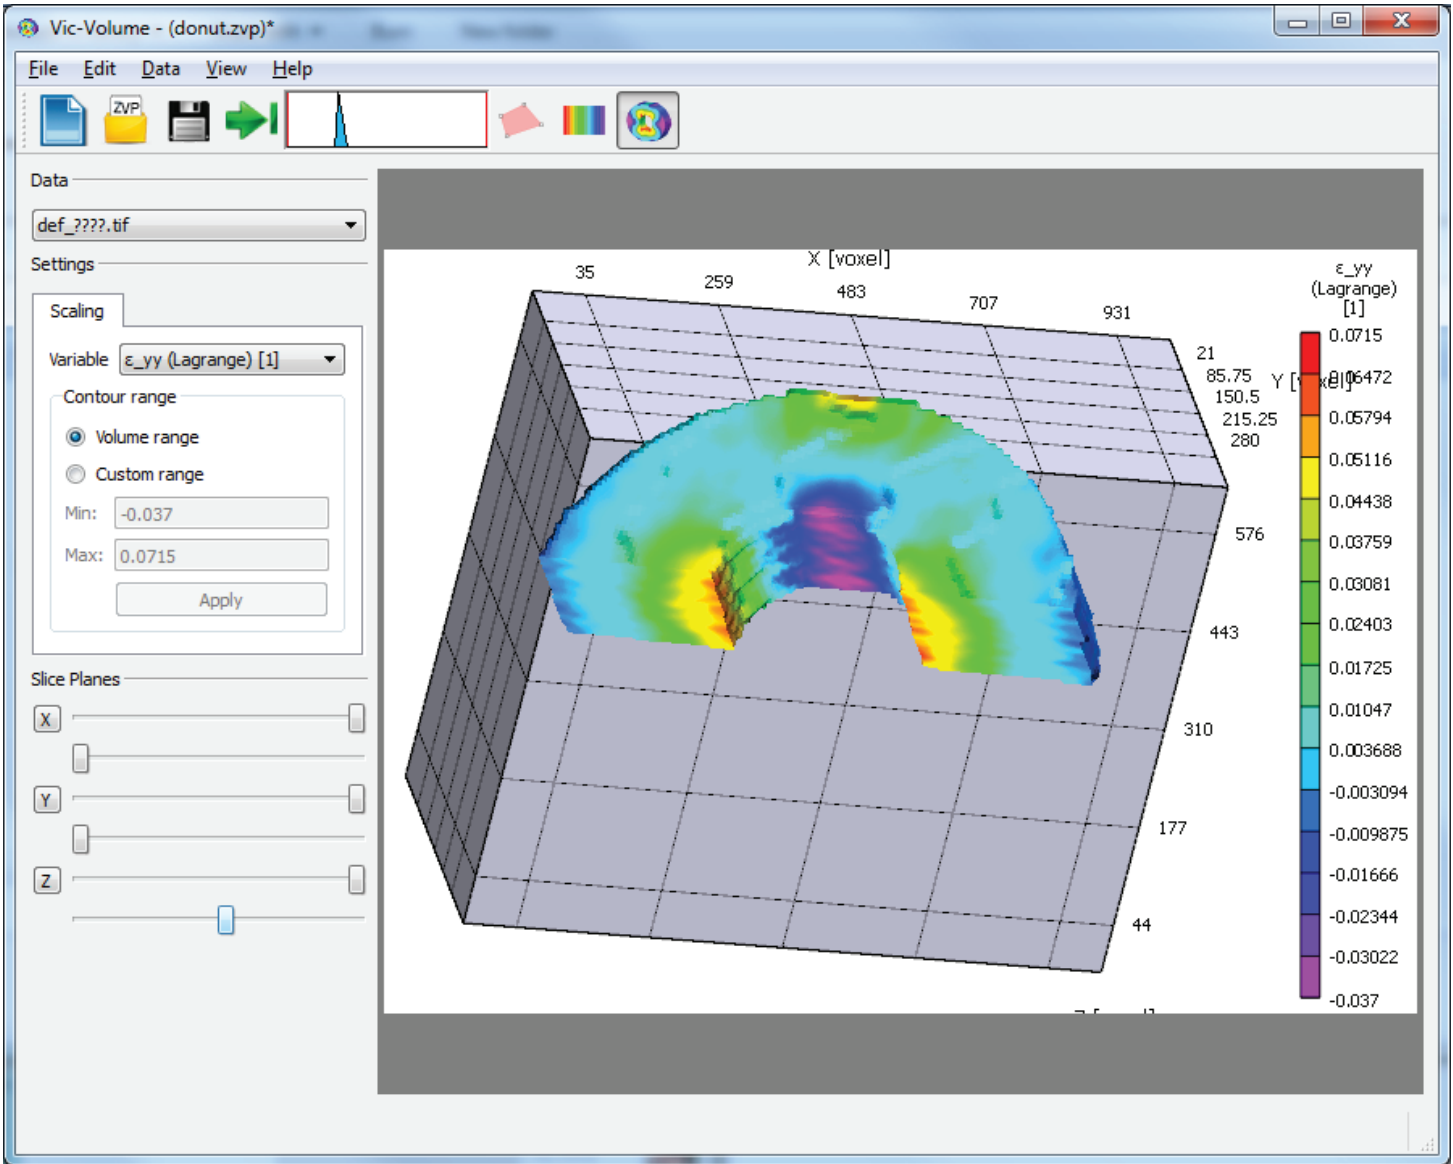 Vic-Volume - (donut.zvp)*
File Edit Data View Help
ZVP
Data
def_????.tif
Settings
Scaling
Variable ε_yy (Lagrange) [1]
Contour range
Volume range
Custom range
Min: -0.037
Max: 0.0715
Apply
Slice Planes
X
Y
Z
X [voxel]
35
259
483
707
931
21
85.75
150.5
215.25
280
576
443
310
177
44
ε_yy
(Lagrange)
[1]
0.0715
0.06472
0.05794
0.05116
0.04438
0.03759
0.03081
0.02403
0.01725
0.01047
0.003688
-0.003094
-0.009875
-0.01666
-0.02344
-0.03022
-0.037